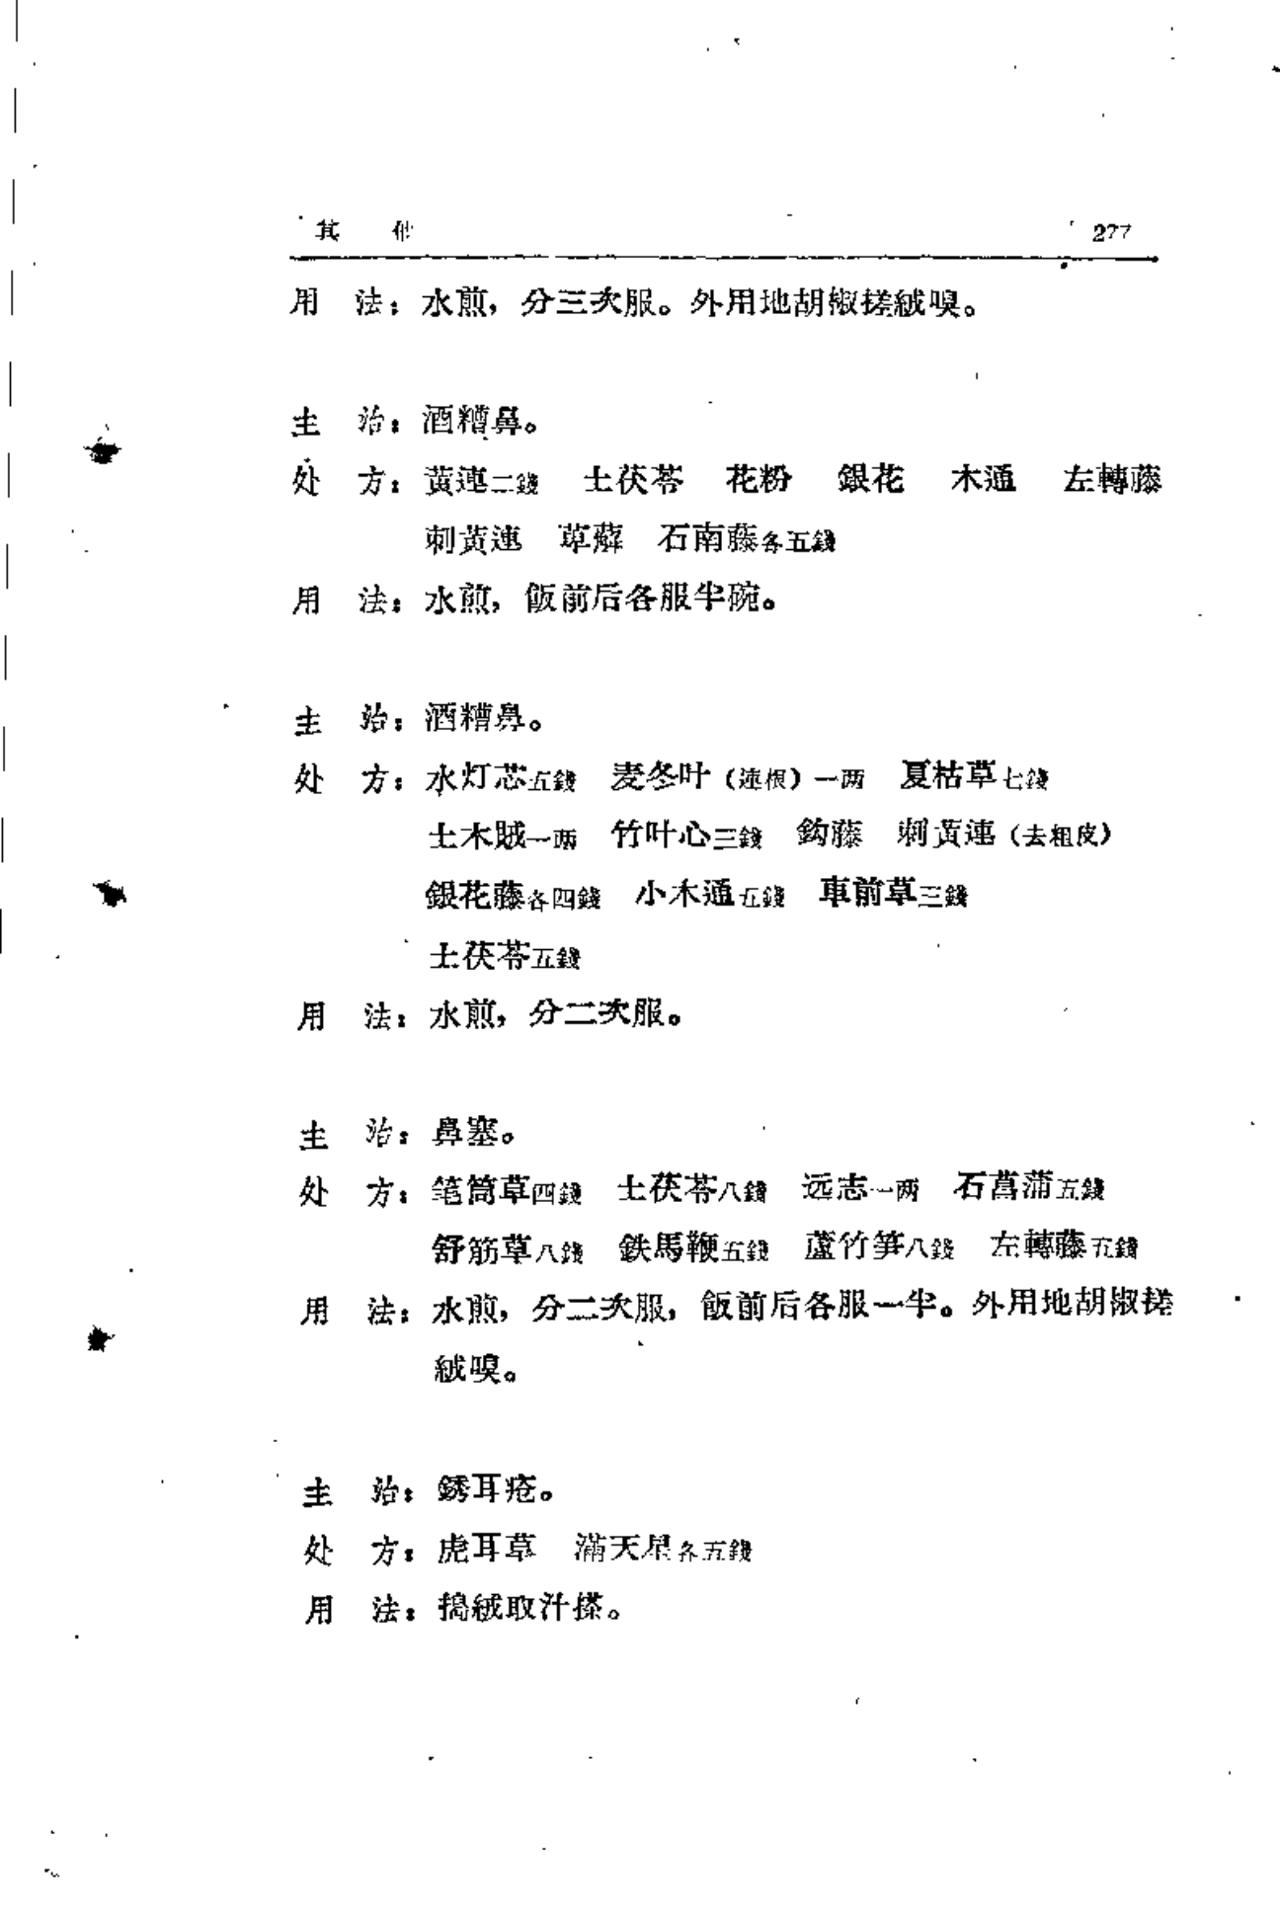 其　他　277
用　法：水煎，分三次服。外用地胡椒搓絨嗅。
主　治：酒糟鼻。
处　方：黃連二錢　土茯苓　花粉　銀花　木通　左轉藤
刺黃連　萆薢　石南藤各五錢
用　法：水煎，飯前后各服半碗。
主　治：酒糟鼻。
处　方：水灯芯五錢　麦冬叶（連根）一两　夏枯草七錢
土木賊一两　竹叶心三錢　鈎藤　刺黃連（去粗皮）
銀花藤各四錢　小木通五錢　車前草三錢
土茯苓五錢
用　法：水煎，分二次服。
主　治：鼻塞。
处　方：笔筒草四錢　土茯苓八錢　远志一两　石菖蒲五錢
舒筋草八錢　鉄馬鞭五錢　蘆竹笋八錢　左轉藤五錢
用　法：水煎，分二次服，飯前后各服一半。外用地胡椒搓
絨嗅。
主　治：銹耳疮。
处　方：虎耳草　滿天星各五錢
用　法：搗絨取汁搽。